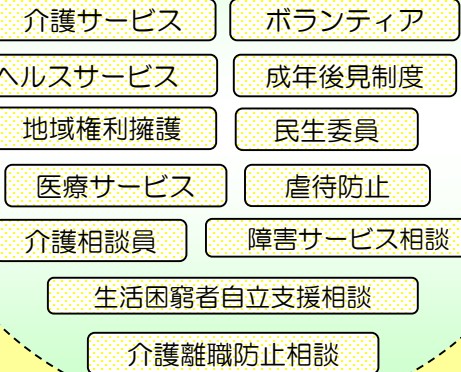 介護サービス
ボランティア
ヘルスサービス
成年後見制度
地域権利擁護
民生委員
医療サービス
虐待防止
介護相談員
障害サービス相談
生活困窮者自立支援相談
介護離職防止相談